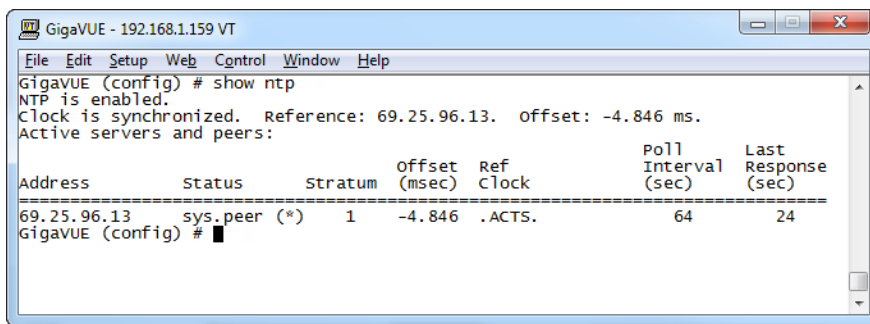 GigaVUE - 192.168.1.159 VT
File Edit Setup Web Control Window Help
GigaVUE (config) # show ntp
NTP is enabled.
Clock is synchronized.  Reference: 69.25.96.13.  Offset: -4.846 ms.
Active servers and peers:
Poll Last
Offset Ref Interval Response
Address Status Stratum (msec) Clock (sec) (sec)
================================================================================
69.25.96.13 sys.peer (*) 1 -4.846 .ACTS. 64 24
GigaVUE (config) #